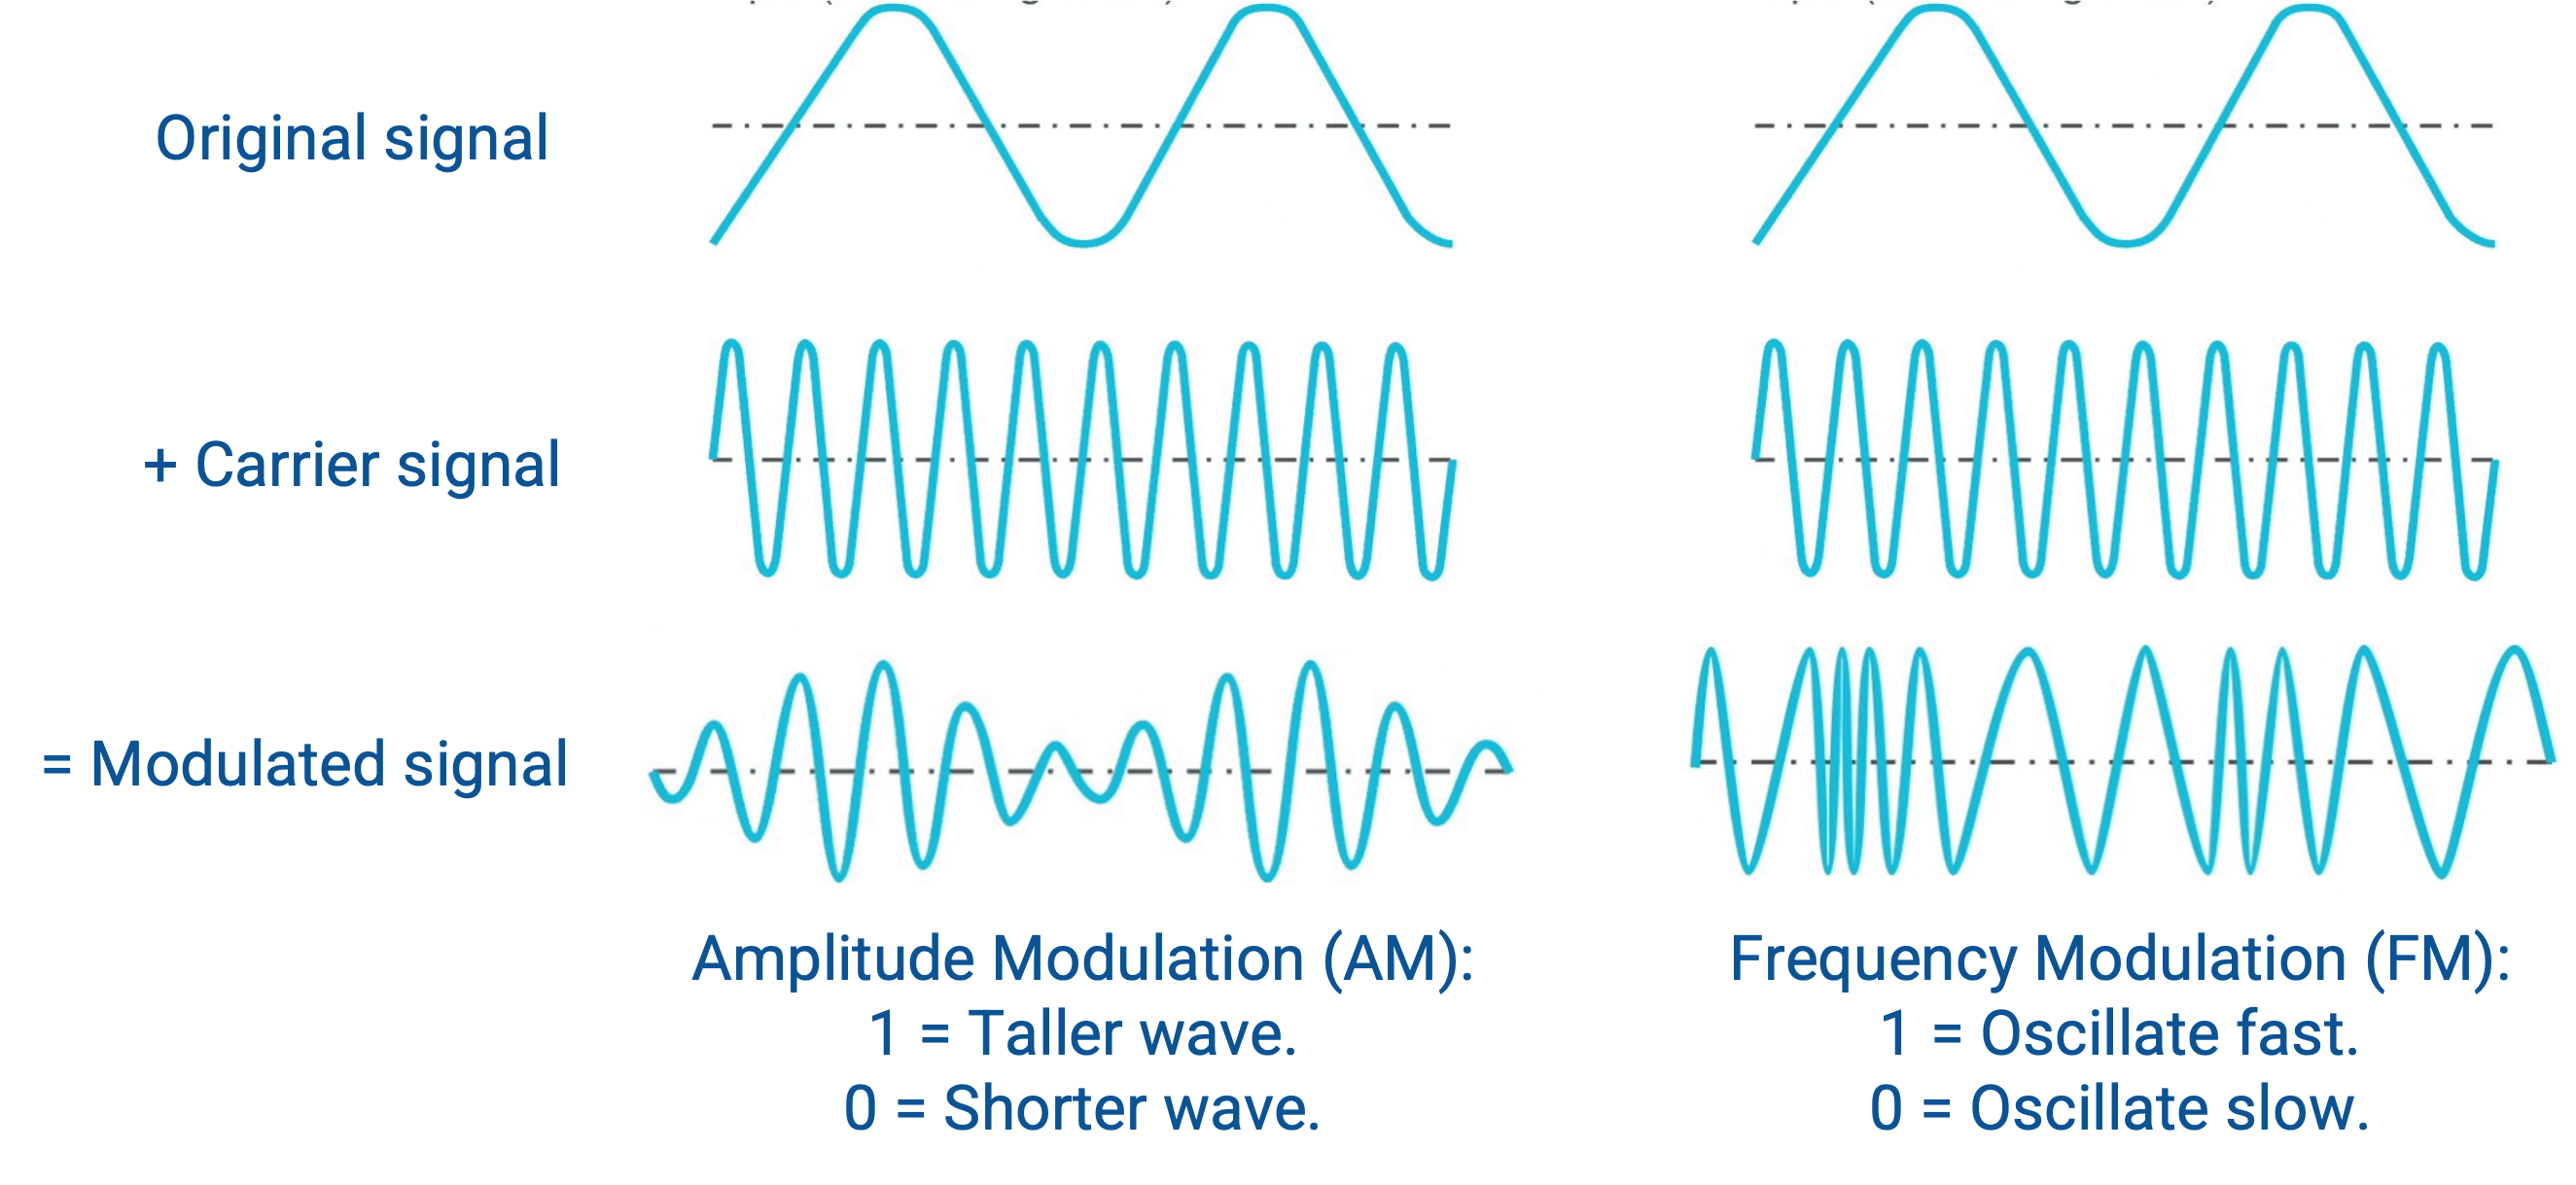 Original signal
+ Carrier signal
= Modulated signal
Amplitude Modulation (AM):
1 = Taller wave.
0 = Shorter wave.
Frequency Modulation (FM):
1 = Oscillate fast.
0 = Oscillate slow.